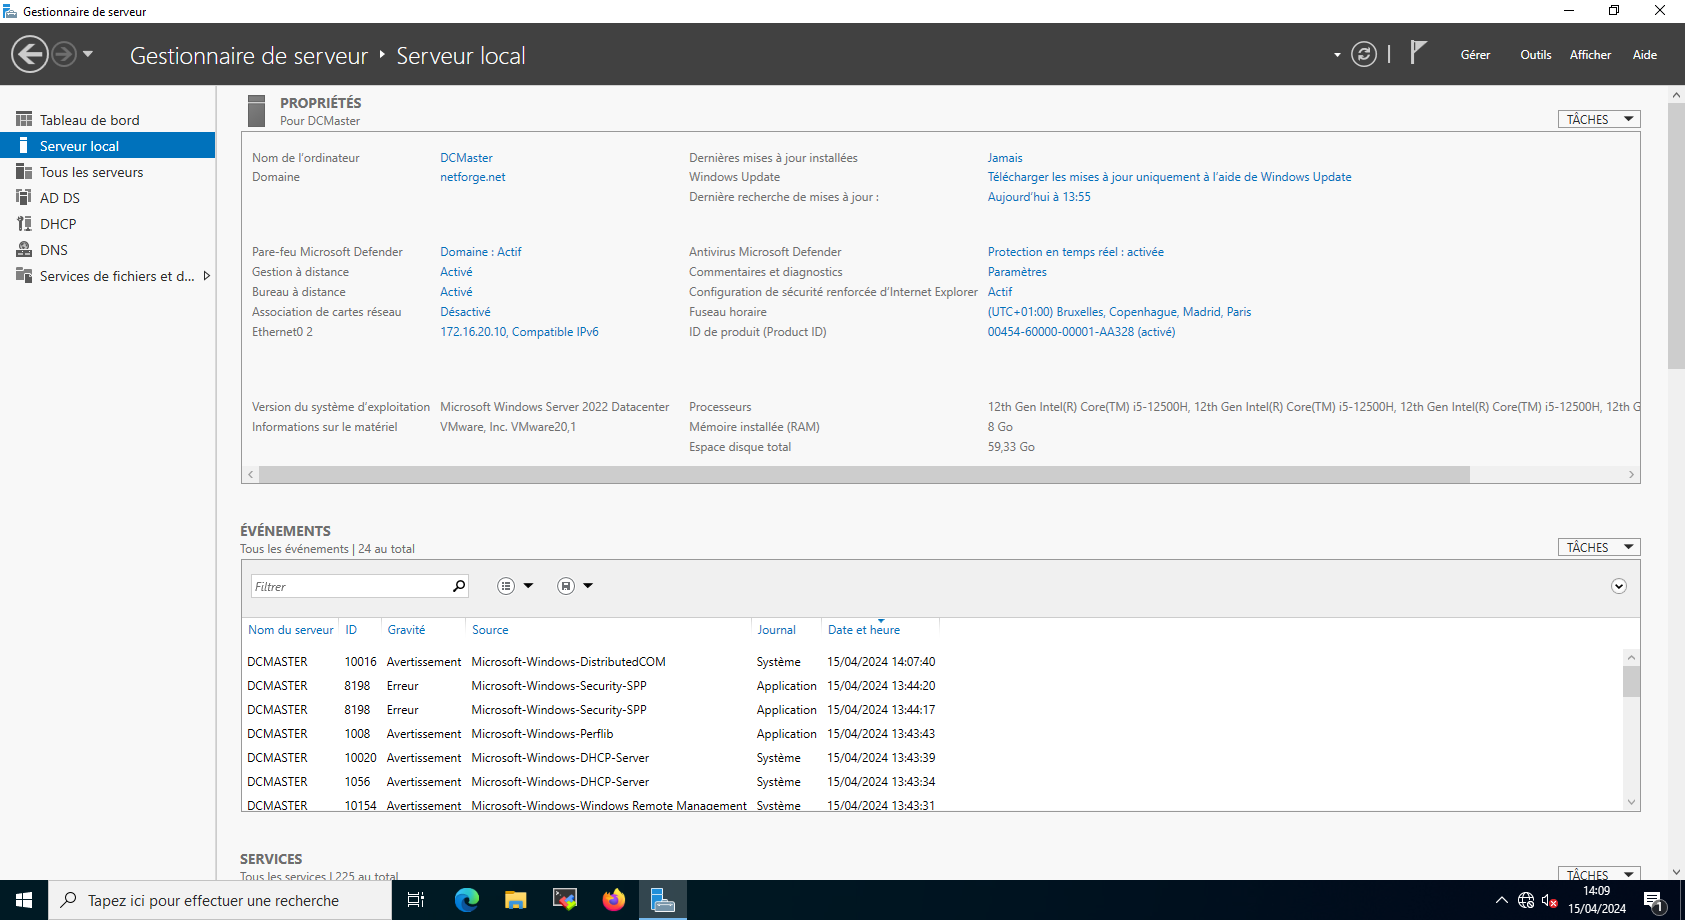 Gestionnaire de serveur
Gestionnaire de serveur ‣ Serveur local
Gérer
Outils
Afficher
Aide
Tableau de bord
Serveur local
Tous les serveurs
AD DS
DHCP
DNS
Services de fichiers et d...
PROPRIÉTÉS
Pour DCMaster
TÂCHES
Nom de l'ordinateur DCMaster Dernières mises à jour installées Jamais
Domaine netforge.net Windows Update Télécharger les mises à jour uniquement à l'aide de Windows Update
Dernière recherche de mises à jour : Aujourd'hui à 13:55
Pare-feu Microsoft Defender Domaine : Actif Antivirus Microsoft Defender Protection en temps réel : activée
Gestion à distance Activé Commentaires et diagnostics Paramètres
Bureau à distance Activé Configuration de sécurité renforcée d'Internet Explorer Actif
Association de cartes réseau Désactivé Fuseau horaire (UTC+01:00) Bruxelles, Copenhague, Madrid, Paris
Ethernet0 2 172.16.20.10, Compatible IPv6 ID de produit (Product ID) 00454-60000-00001-AA328 (activé)
Version du système d'exploitation Microsoft Windows Server 2022 Datacenter Processeurs 12th Gen Intel(R) Core(TM) i5-12500H, 12th Gen Intel(R) Core(TM) i5-12500H, 12th Gen Intel(R) Core(TM) i5-12500H, 12th G
Informations sur le matériel VMware, Inc. VMware20,1 Mémoire installée (RAM) 8 Go
Espace disque total 59,33 Go
ÉVÉNEMENTS
Tous les événements | 24 au total
TÂCHES
Filtrer
Nom du serveur ID Gravité Source Journal Date et heure
DCMASTER 10016 Avertissement Microsoft-Windows-DistributedCOM Système 15/04/2024 14:07:40
DCMASTER 8198 Erreur Microsoft-Windows-Security-SPP Application 15/04/2024 13:44:20
DCMASTER 8198 Erreur Microsoft-Windows-Security-SPP Application 15/04/2024 13:44:17
DCMASTER 1008 Avertissement Microsoft-Windows-Perflib Application 15/04/2024 13:43:43
DCMASTER 10020 Avertissement Microsoft-Windows-DHCP-Server Système 15/04/2024 13:43:39
DCMASTER 1056 Avertissement Microsoft-Windows-DHCP-Server Système 15/04/2024 13:43:34
DCMASTER 10154 Avertissement Microsoft-Windows-Windows Remote Management Système 15/04/2024 13:43:31
SERVICES
Tous les services | 225 au total
TÂCHES
Tapez ici pour effectuer une recherche
14:09
15/04/2024
1